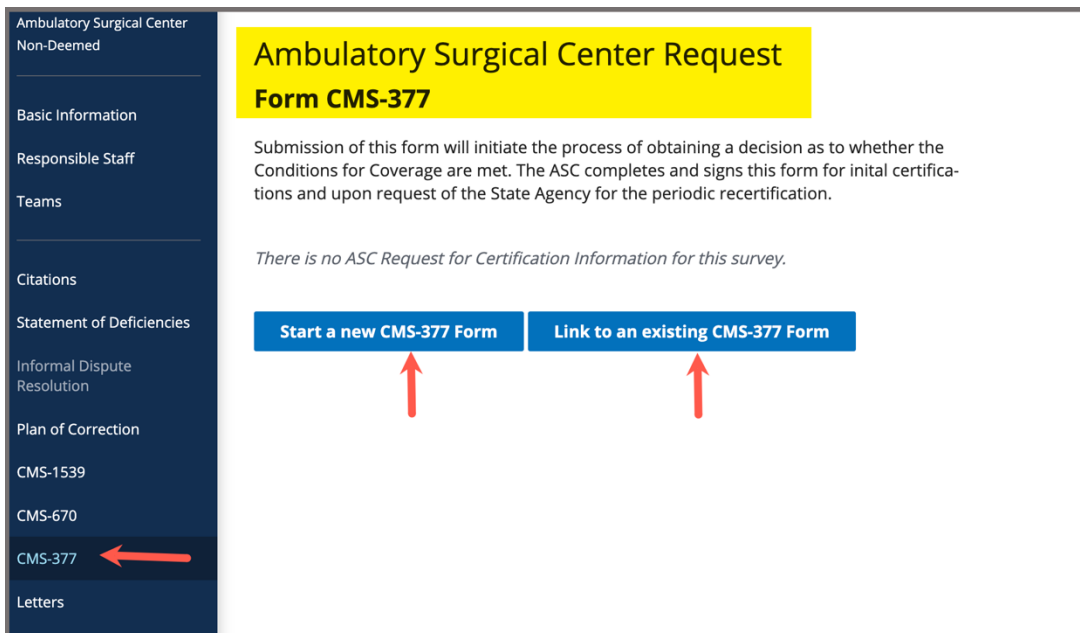 Ambulatory Surgical Center
Non-Deemed
Basic Information
Responsible Staff
Teams
Citations
Statement of Deficiencies
Informal Dispute
Resolution
Plan of Correction
CMS-1539
CMS-670
CMS-377
Letters
Ambulatory Surgical Center Request
Form CMS-377
Submission of this form will initiate the process of obtaining a decision as to whether the
Conditions for Coverage are met. The ASC completes and signs this form for inital certifica-
tions and upon request of the State Agency for the periodic recertification.
There is no ASC Request for Certification Information for this survey.
Start a new CMS-377 Form
Link to an existing CMS-377 Form